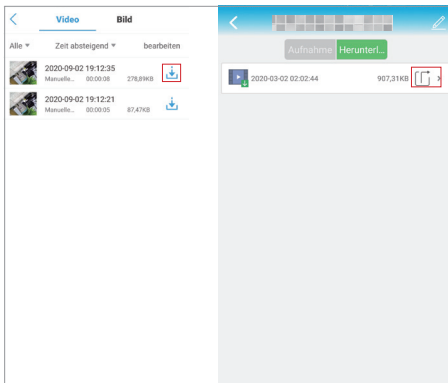 Video Bild
Alle Zeit absteigend bearbeiten
2020-09-02 19:12:35
Manuelle... 00:00:08 278,89KB
2020-09-02 19:12:21
Manuelle... 00:00:05 87,47KB
Aufnahme Herunterl...
2020-03-02 02:02:44 907,31KB